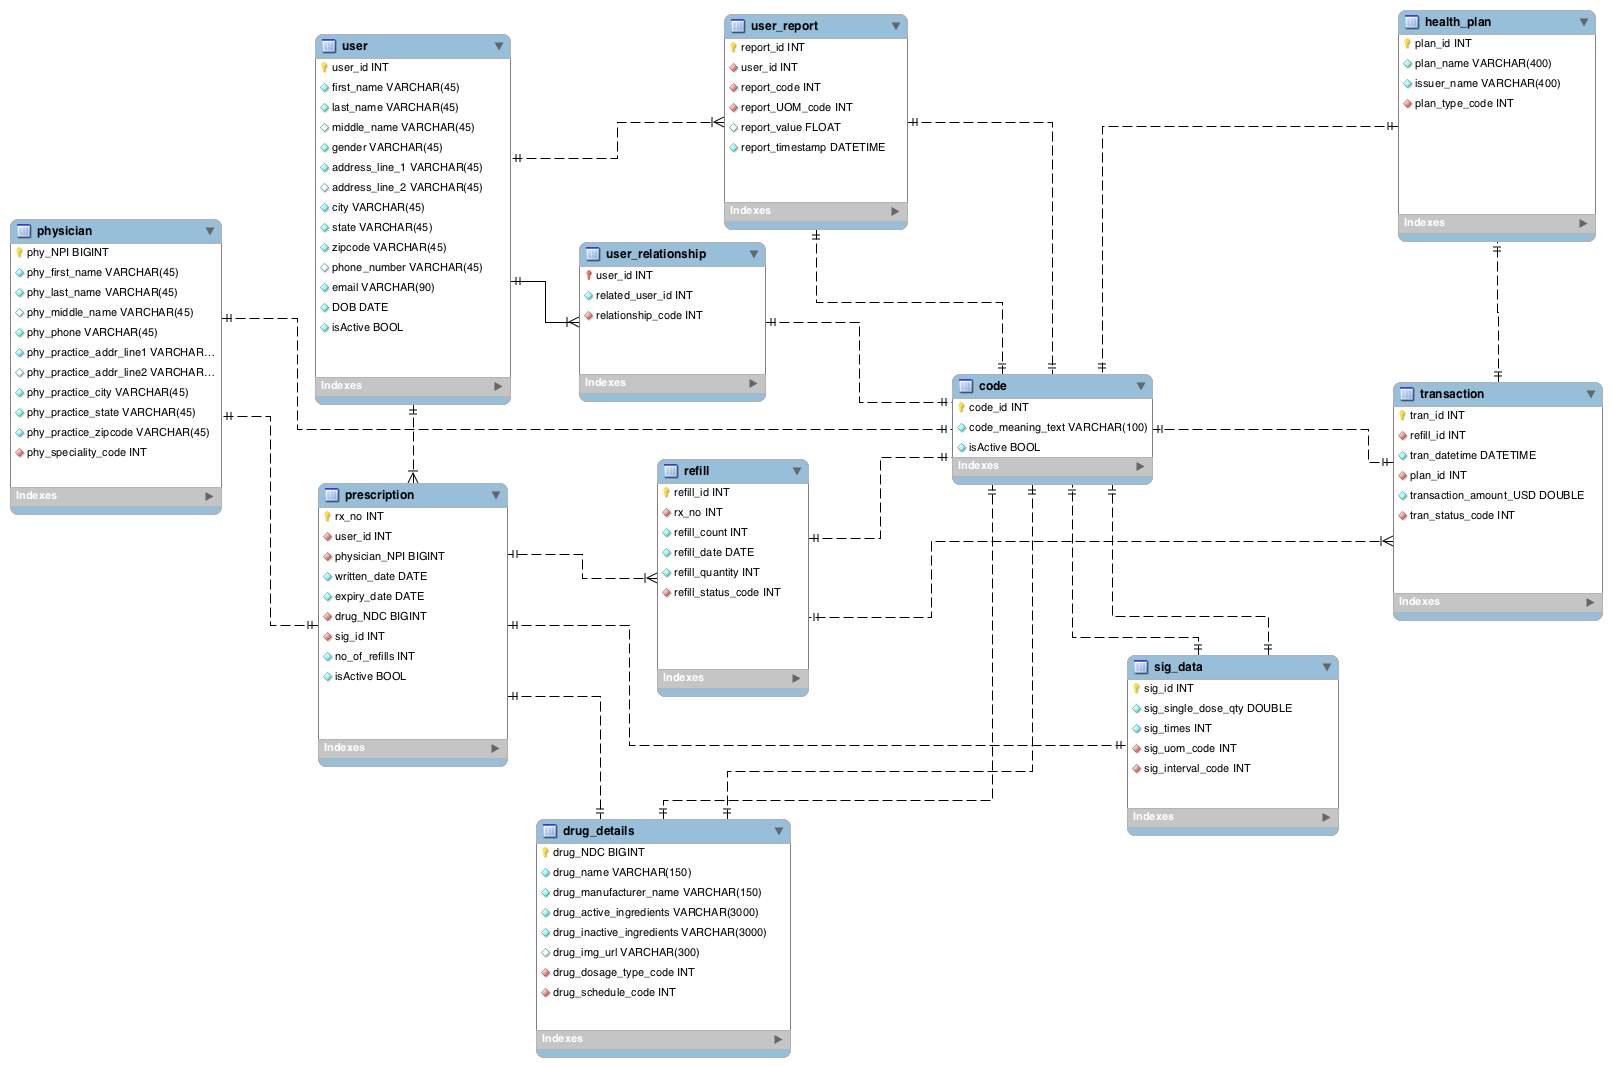 user
user_id INT
first_name VARCHAR(45)
last_name VARCHAR(45)
middle_name VARCHAR(45)
gender VARCHAR(45)
address_line_1 VARCHAR(45)
address_line_2 VARCHAR(45)
city VARCHAR(45)
state VARCHAR(45)
zipcode VARCHAR(45)
phone_number VARCHAR(45)
email VARCHAR(90)
DOB DATE
isActive BOOL
Indexes
user_report
report_id INT
user_id INT
report_code INT
report_UOM_code INT
report_value FLOAT
report_timestamp DATETIME
Indexes
health_plan
plan_id INT
plan_name VARCHAR(400)
issuer_name VARCHAR(400)
plan_type_code INT
Indexes
physician
phy_NPI BIGINT
phy_first_name VARCHAR(45)
phy_last_name VARCHAR(45)
phy_middle_name VARCHAR(45)
phy_phone VARCHAR(45)
phy_practice_addr_line1 VARCHAR...
phy_practice_addr_line2 VARCHAR...
phy_practice_city VARCHAR(45)
phy_practice_state VARCHAR(45)
phy_practice_zipcode VARCHAR(45)
phy_speciality_code INT
Indexes
user_relationship
user_id INT
related_user_id INT
relationship_code INT
Indexes
code
code_id INT
code_meaning_text VARCHAR(100)
isActive BOOL
Indexes
transaction
tran_id INT
refill_id INT
tran_datetime DATETIME
plan_id INT
transaction_amount_USD DOUBLE
tran_status_code INT
Indexes
prescription
rx_no INT
user_id INT
physician_NPI BIGINT
written_date DATE
expiry_date DATE
drug_NDC BIGINT
sig_id INT
no_of_refills INT
isActive BOOL
Indexes
refill
refill_id INT
rx_no INT
refill_count INT
refill_date DATE
refill_quantity INT
refill_status_code INT
Indexes
sig_data
sig_id INT
sig_single_dose_qty DOUBLE
sig_times INT
sig_uom_code INT
sig_interval_code INT
Indexes
drug_details
drug_NDC BIGINT
drug_name VARCHAR(150)
drug_manufacturer_name VARCHAR(150)
drug_active_ingredients VARCHAR(3000)
drug_inactive_ingredients VARCHAR(3000)
drug_img_url VARCHAR(300)
drug_dosage_type_code INT
drug_schedule_code INT
Indexes